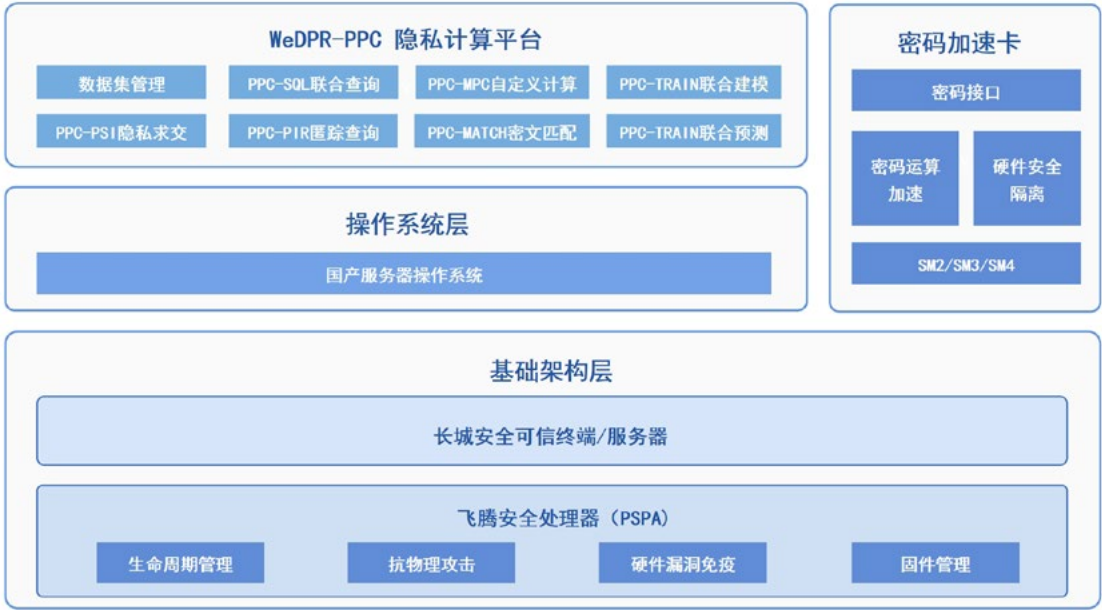 WeDPR-PPC 隐私计算平台
数据集管理
PPC-SQL联合查询
PPC-MPC自定义计算
PPC-TRAIN联合建模
PPC-PSI隐私求交
PPC-PIR匿踪查询
PPC-MATCH密文匹配
PPC-TRAIN联合预测
密码加速卡
密码接口
密码运算
加速
硬件安全
隔离
SM2/SM3/SM4
操作系统层
国产服务器操作系统
基础架构层
长城安全可信终端/服务器
飞腾安全处理器（PSPA）
生命周期管理
抗物理攻击
硬件漏洞免疫
固件管理